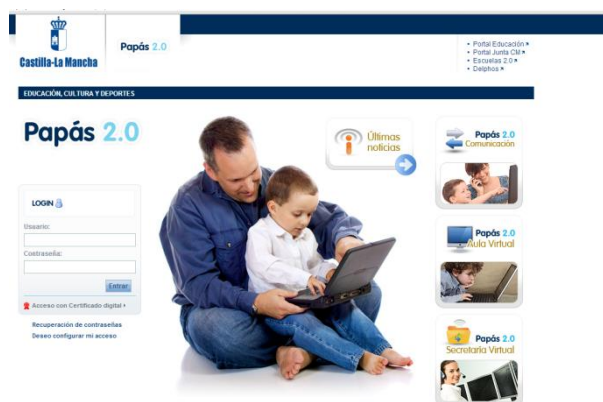 Castilla-La Mancha
Papás 2.0
Portal Educación
Portal Junta CM
Escuelas 2.0
Delphos
EDUCACIÓN, CULTURA Y DEPORTES
Papás 2.0
LOGIN
Usuario:
Contraseña:
Entrar
Acceso con Certificado digital
Recuperación de contraseñas
Deseo configurar mi acceso
Últimas
noticias
Papás 2.0
Comunicación
Papás 2.0
Aula Virtual
Papás 2.0
Secretaría Virtual